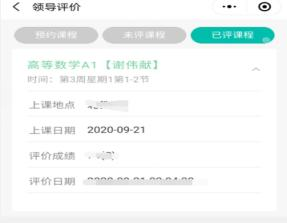 领导评价
预约课程 未评课程 已评课程
高等数学A1【谢伟献】
时间：第3周星期1第1-2节
上课地点
上课日期 2020-09-21
评价成绩
评价日期